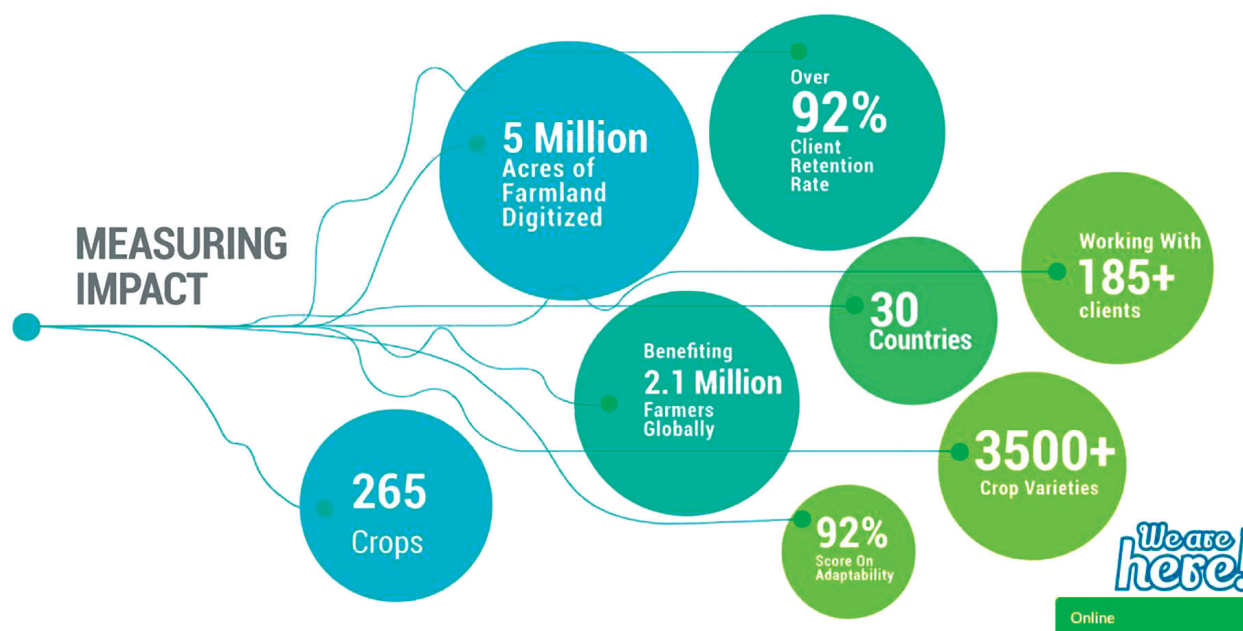 MEASURING
IMPACT
5 Million
Acres of
Farmland
Digitized
Over
92%
Client
Retention
Rate
Working With
185+
clients
30
Countries
Benefiting
2.1 Million
Farmers
Globally
3500+
Crop Varieties
265
Crops
92%
Score On
Adaptability
We are
here!
Online